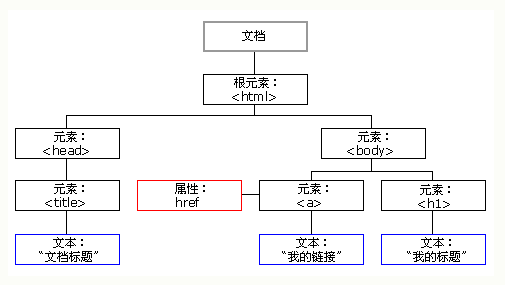 文档
根元素：
<html>
元素：
<head>
元素：
<body>
元素：
<title>
属性：
href
元素：
<a>
元素：
<h1>
文本：
“文档标题”
文本：
“我的链接”
文本：
“我的标题”